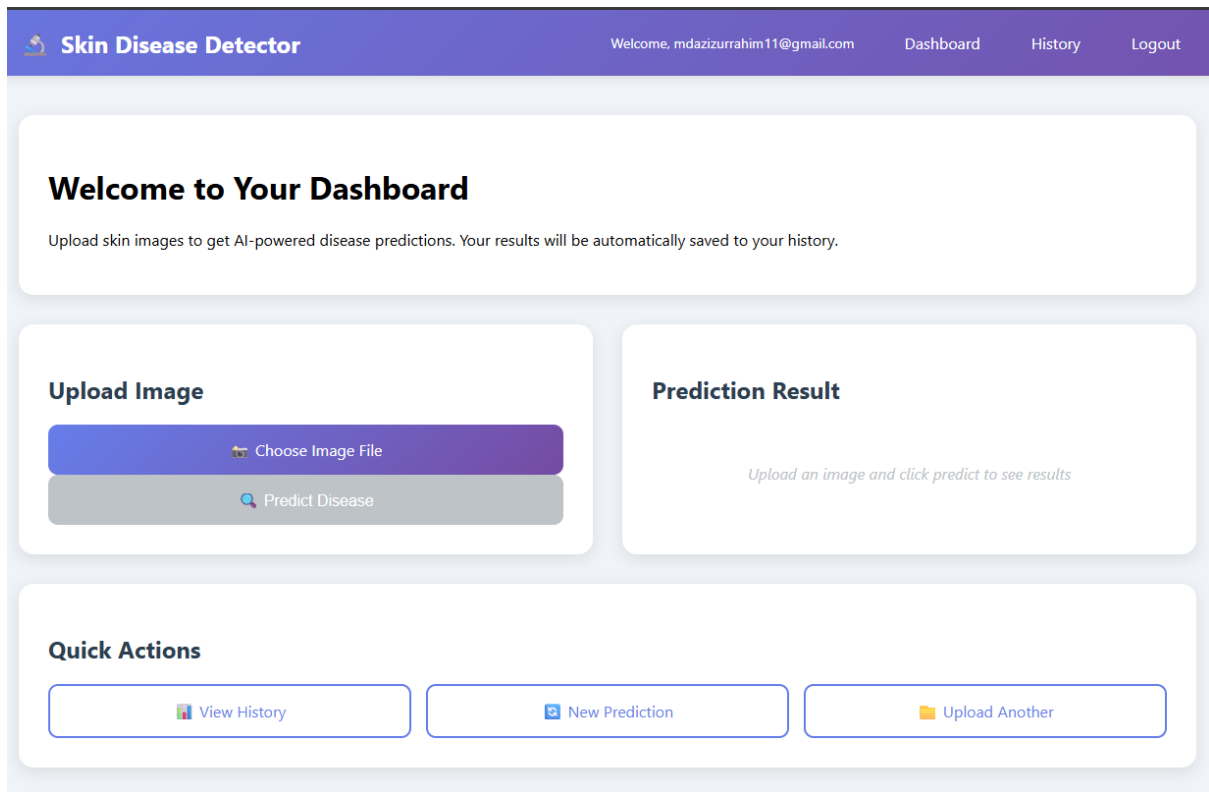 Skin Disease Detector
Welcome, mdazizurrahim11@gmail.com
Dashboard
History
Logout
Welcome to Your Dashboard
Upload skin images to get AI-powered disease predictions. Your results will be automatically saved to your history.
Upload Image
Choose Image File
Predict Disease
Prediction Result
Upload an image and click predict to see results
Quick Actions
View History
New Prediction
Upload Another